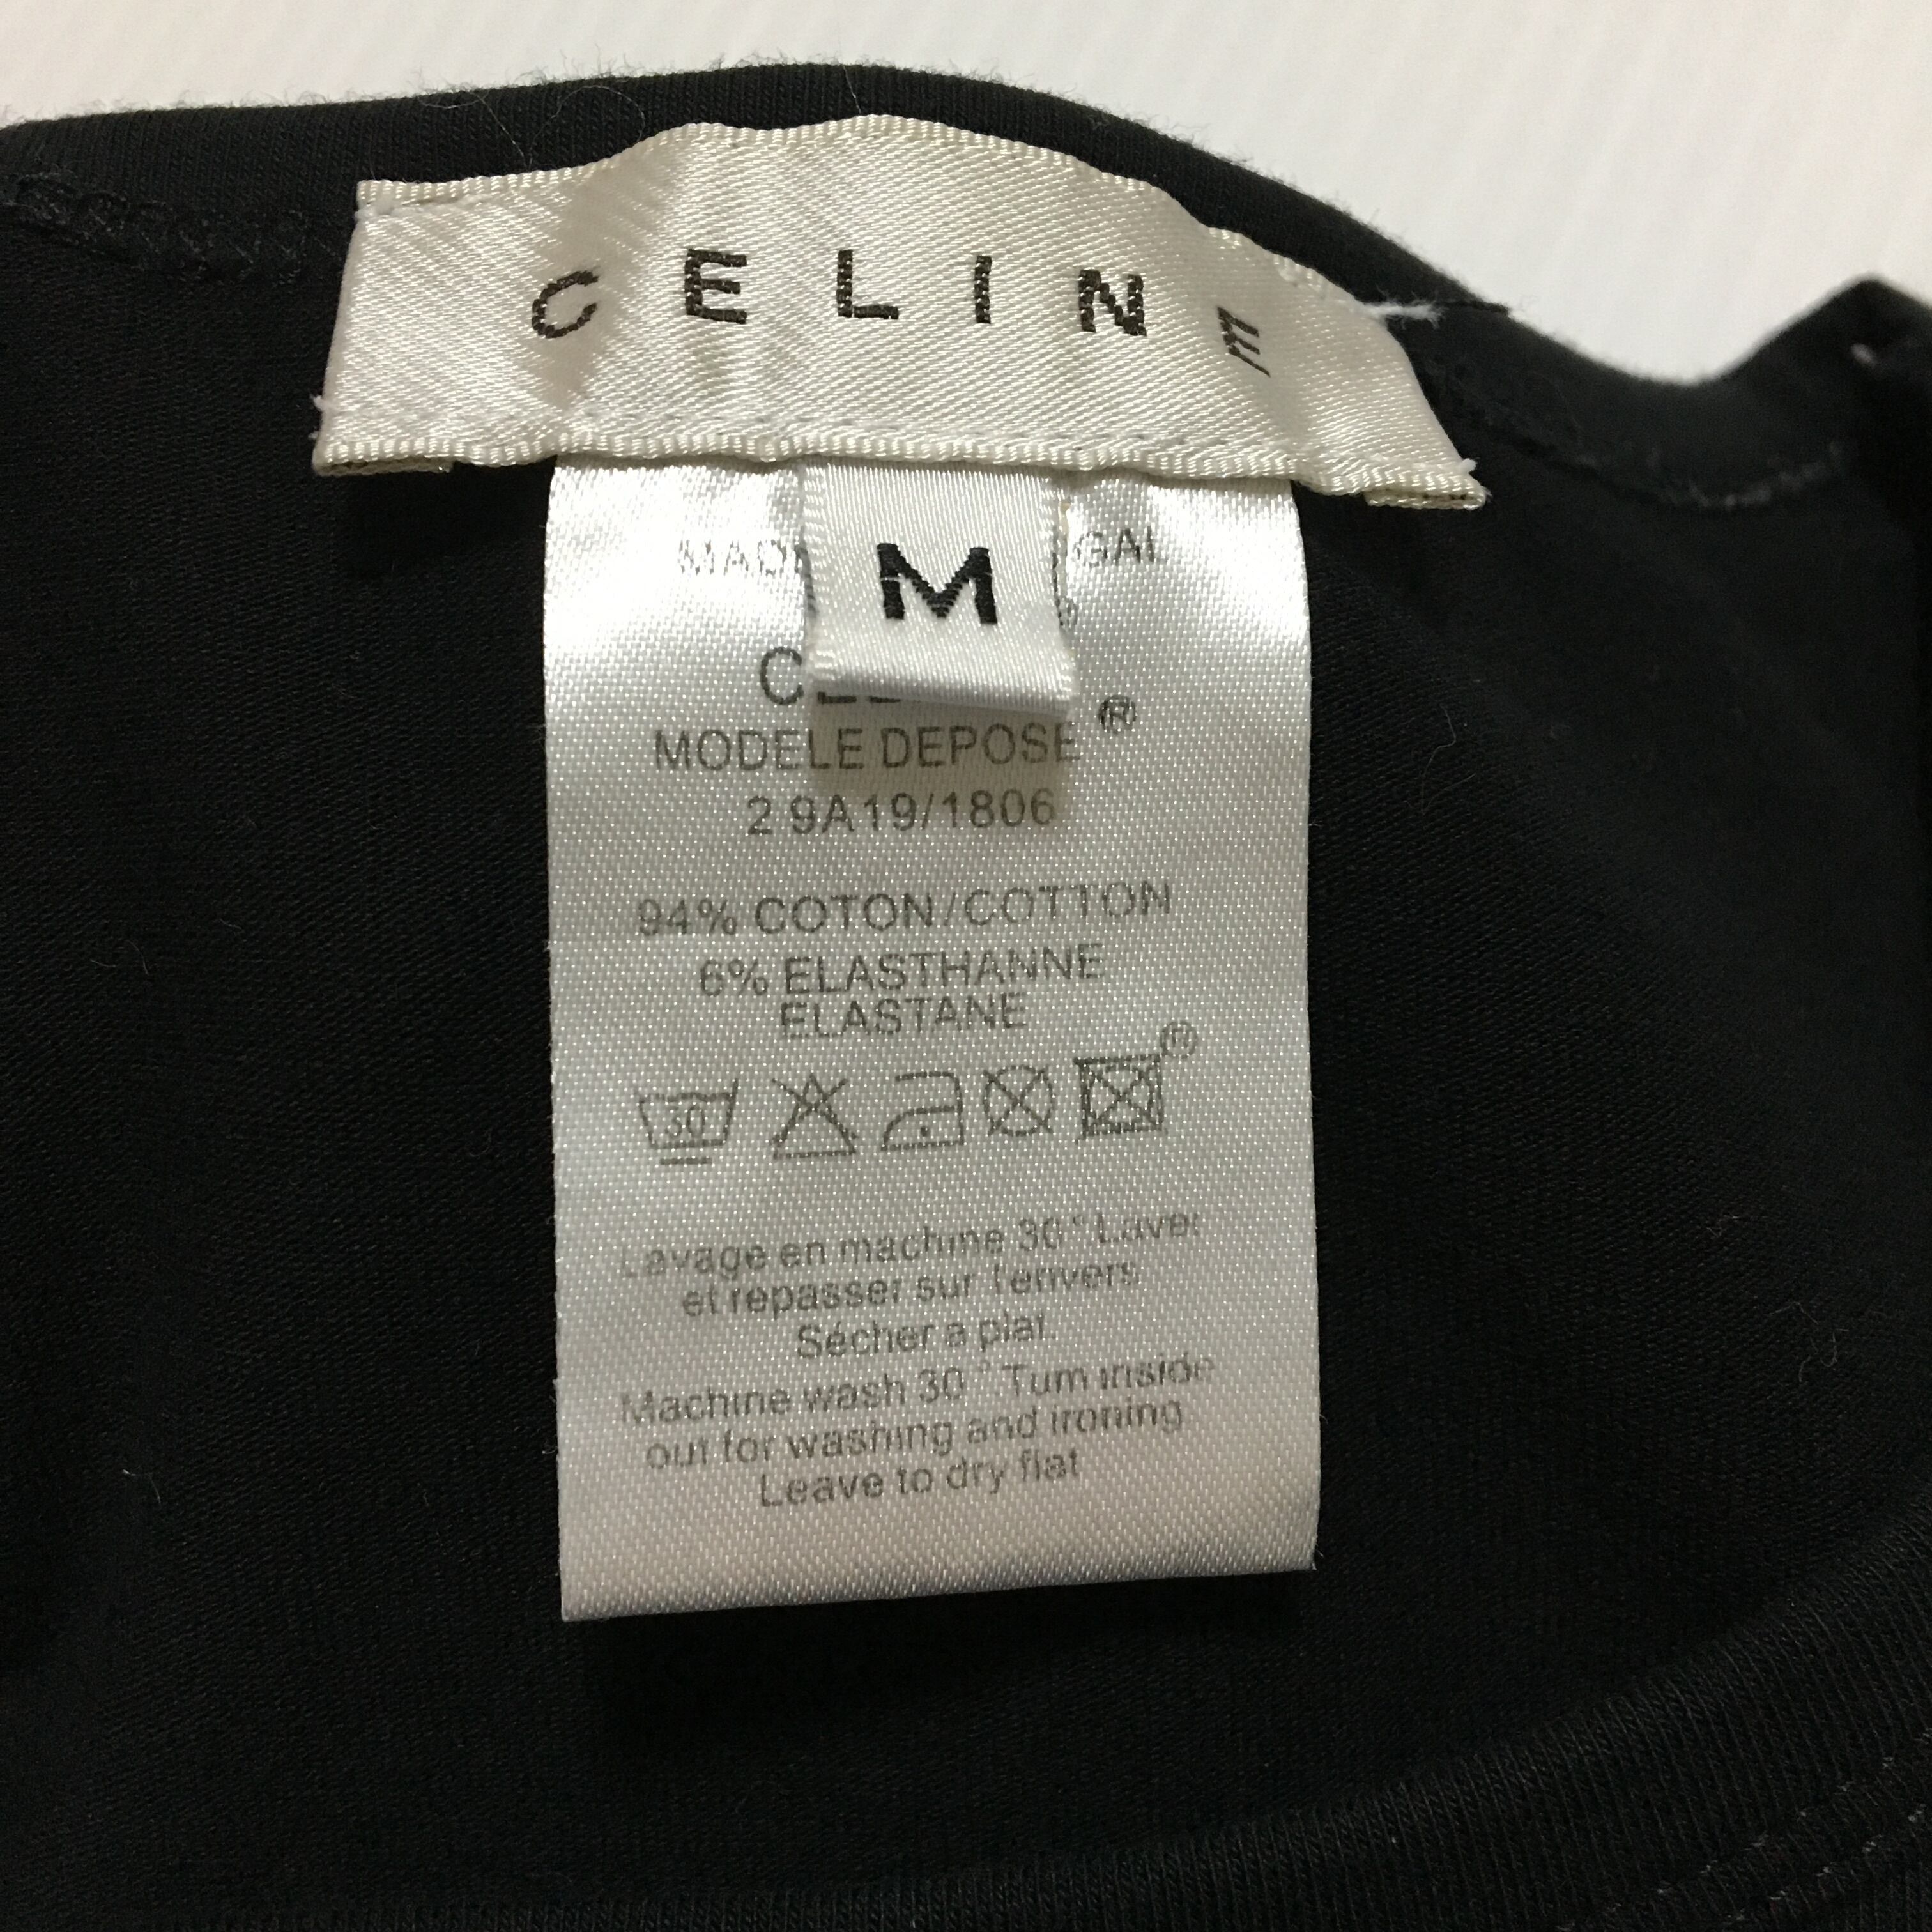 CELINE
M
MODELE DEPOSE ®
2 9A19/1806
94% COTON/COTTON
6% ELASTHANNE
ELASTANE
30
Lavage en machine 30° Laver
et repasser sur l'envers
Sécher a plat.
Machine wash 30°. Turn inside
out for washing and ironing
Leave to dry flat